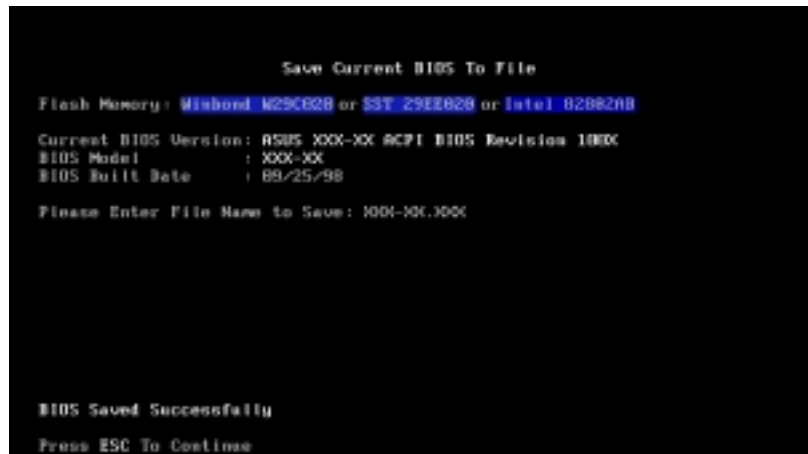 Save Current BIOS To File
Flash Memory: Winbond W29C020 or SST 29EE020 or Intel 82802AB
Current BIOS Version: ASUS XXX-XX ACPI BIOS Revision 100X
BIOS Model : XXX-XX
BIOS Built Date : 09/25/98
Please Enter File Name to Save: XXX-XX.XXX
BIOS Saved Successfully
Press ESC To Continue